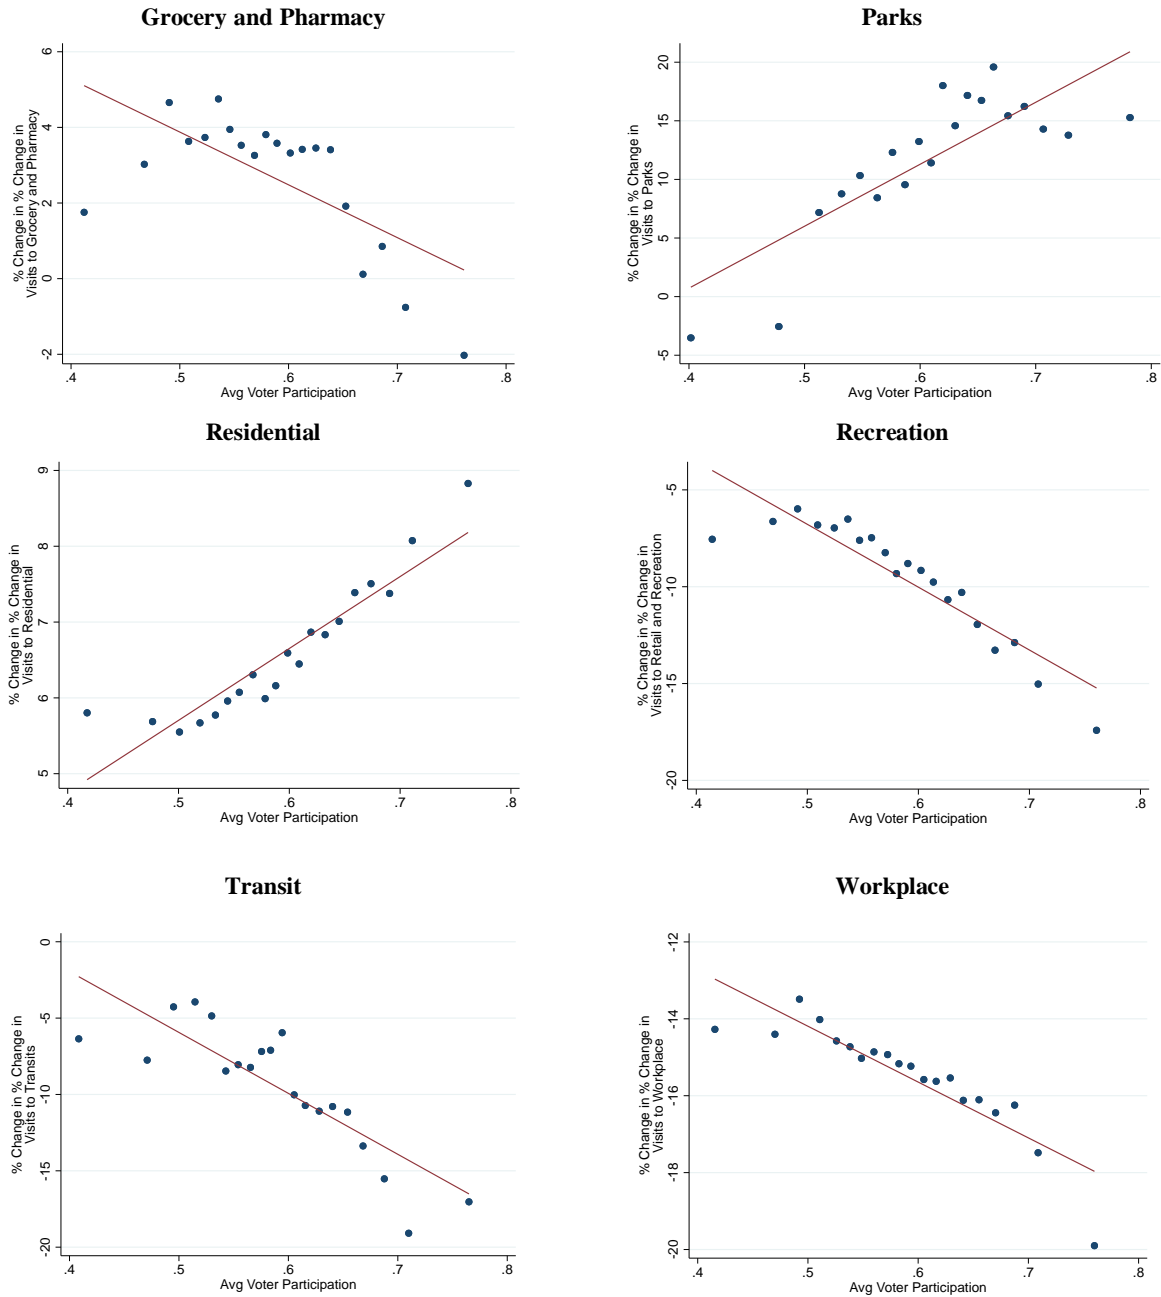 Grocery and Pharmacy
% Change in % Change in
Visits to Grocery and Pharmacy
6
4
2
0
-2
.4 .5 .6 .7 .8
Avg Voter Participation
Parks
% Change in % Change in
Visits to Parks
20
15
10
5
0
-5
.4 .5 .6 .7 .8
Avg Voter Participation
Residential
% Change in % Change in
Visits to Residential
9
8
7
6
5
.4 .5 .6 .7 .8
Avg Voter Participation
Recreation
% Change in % Change in
Visits to Retail and Recreation
-5
-10
-15
-20
.4 .5 .6 .7 .8
Avg Voter Participation
Transit
% Change in % Change in
Visits to Transits
0
-5
-10
-15
-20
.4 .5 .6 .7 .8
Avg Voter Participation
Workplace
% Change in % Change in
Visits to Workplace
-12
-14
-16
-18
-20
.4 .5 .6 .7 .8
Avg Voter Participation